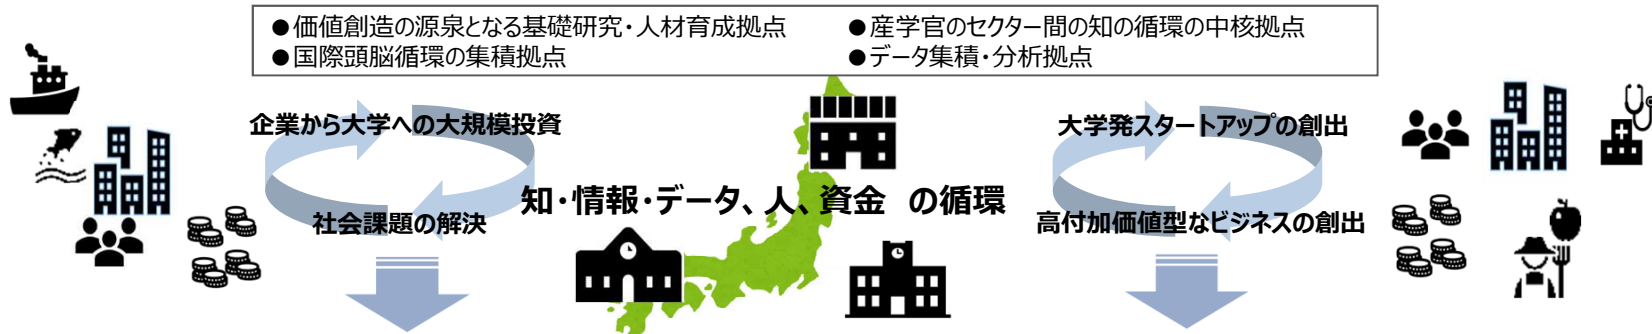 ●価値創造の源泉となる基礎研究・人材育成拠点
●産学官のセクター間の知の循環の中核拠点
●国際頭脳循環の集積拠点
●データ集積・分析拠点
企業から大学への大規模投資
大学発スタートアップの創出
知・情報・データ、人、資金　の循環
社会課題の解決
高付加価値型なビジネスの創出